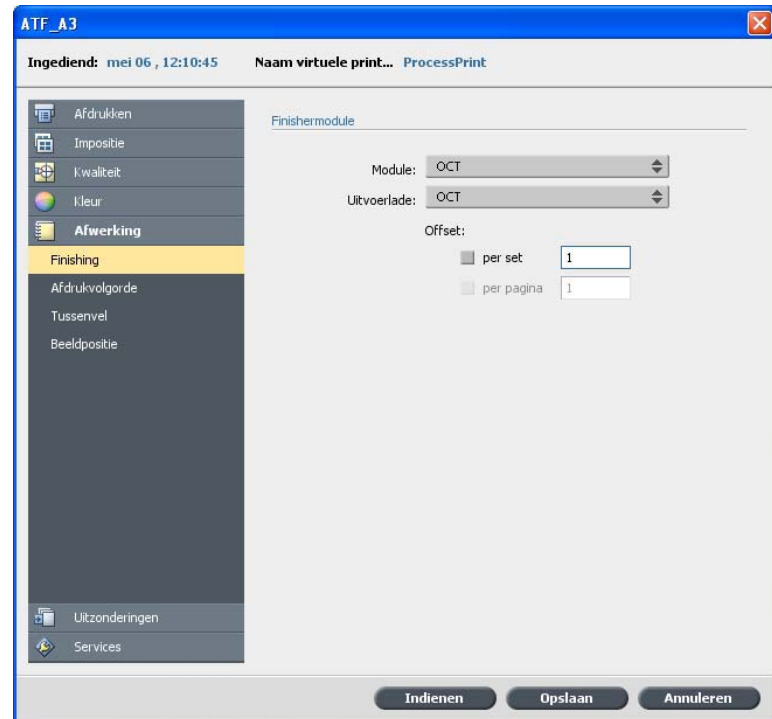 ATF_A3
Ingediend: mei 06 , 12:10:45 Naam virtuele print... ProcessPrint
Afdrukken
Impositie
Kwaliteit
Kleur
Afwerking
Finishing
Afdrukvolgorde
Tussenvel
Beeldpositie
Uitzonderingen
Services
Finishermodule
Module: OCT
Uitvoerlade: OCT
Offset:
per set 1
per pagina 1
Indienen Opslaan Annuleren